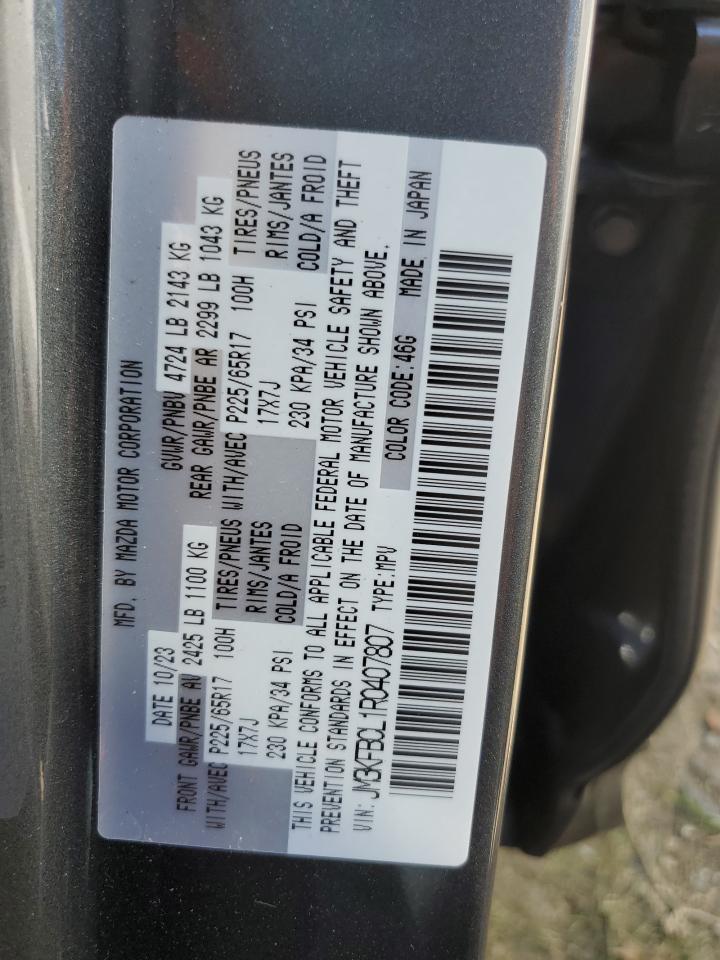 MFD. BY MAZDA MOTOR CORPORATION
DATE 10/23 GVWR/PNBV 4724 LB 2143 KG
FRONT GAWR/PNBE AV 2425 LB 1100 KG REAR GAWR/PNBE AR 2299 LB 1043 KG
WITH/AVEC P225/65R17 100H TIRES/PNEUS WITH/AVEC P225/65R17 100H TIRES/PNEUS
17X7J RIMS/JANTES 17X7J RIMS/JANTES
230 KPA/34 PSI COLD/A FROID 230 KPA/34 PSI COLD/A FROID
THIS VEHICLE CONFORMS TO ALL APPLICABLE FEDERAL MOTOR VEHICLE SAFETY AND THEFT
PREVENTION STANDARDS IN EFFECT ON THE DATE OF MANUFACTURE SHOWN ABOVE.
VIN: JM3KFBCL1R0407807 TYPE:MPV COLOR CODE:46G MADE IN JAPAN